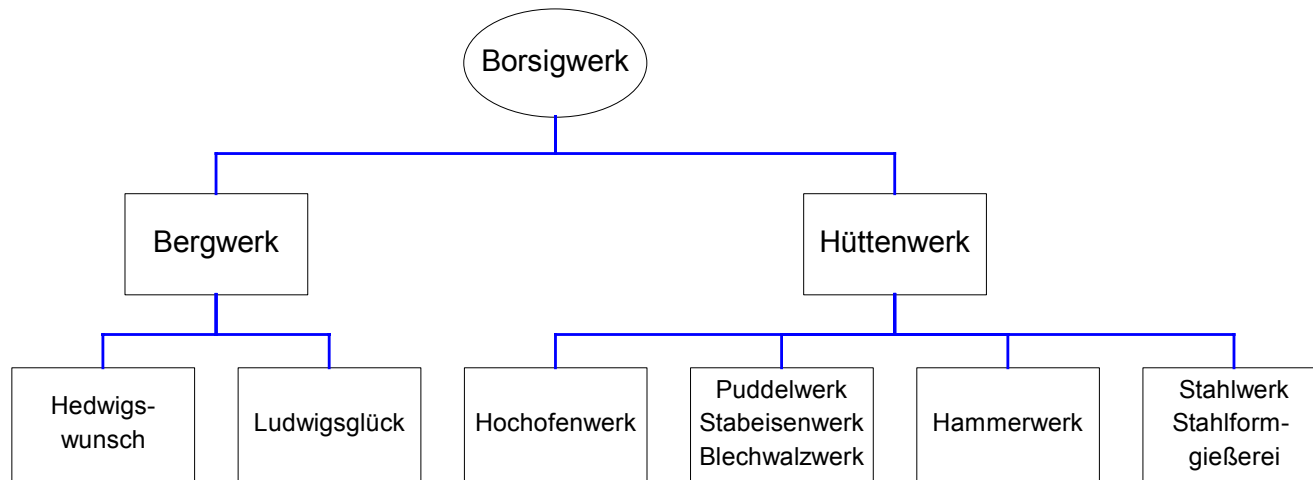 Borsigwerk
Bergwerk
Hüttenwerk
Hedwigs-
wunsch
Ludwigsglück
Hochofenwerk
Puddelwerk
Stabeisenwerk
Blechwalzwerk
Hammerwerk
Stahlwerk
Stahlform-
gießerei